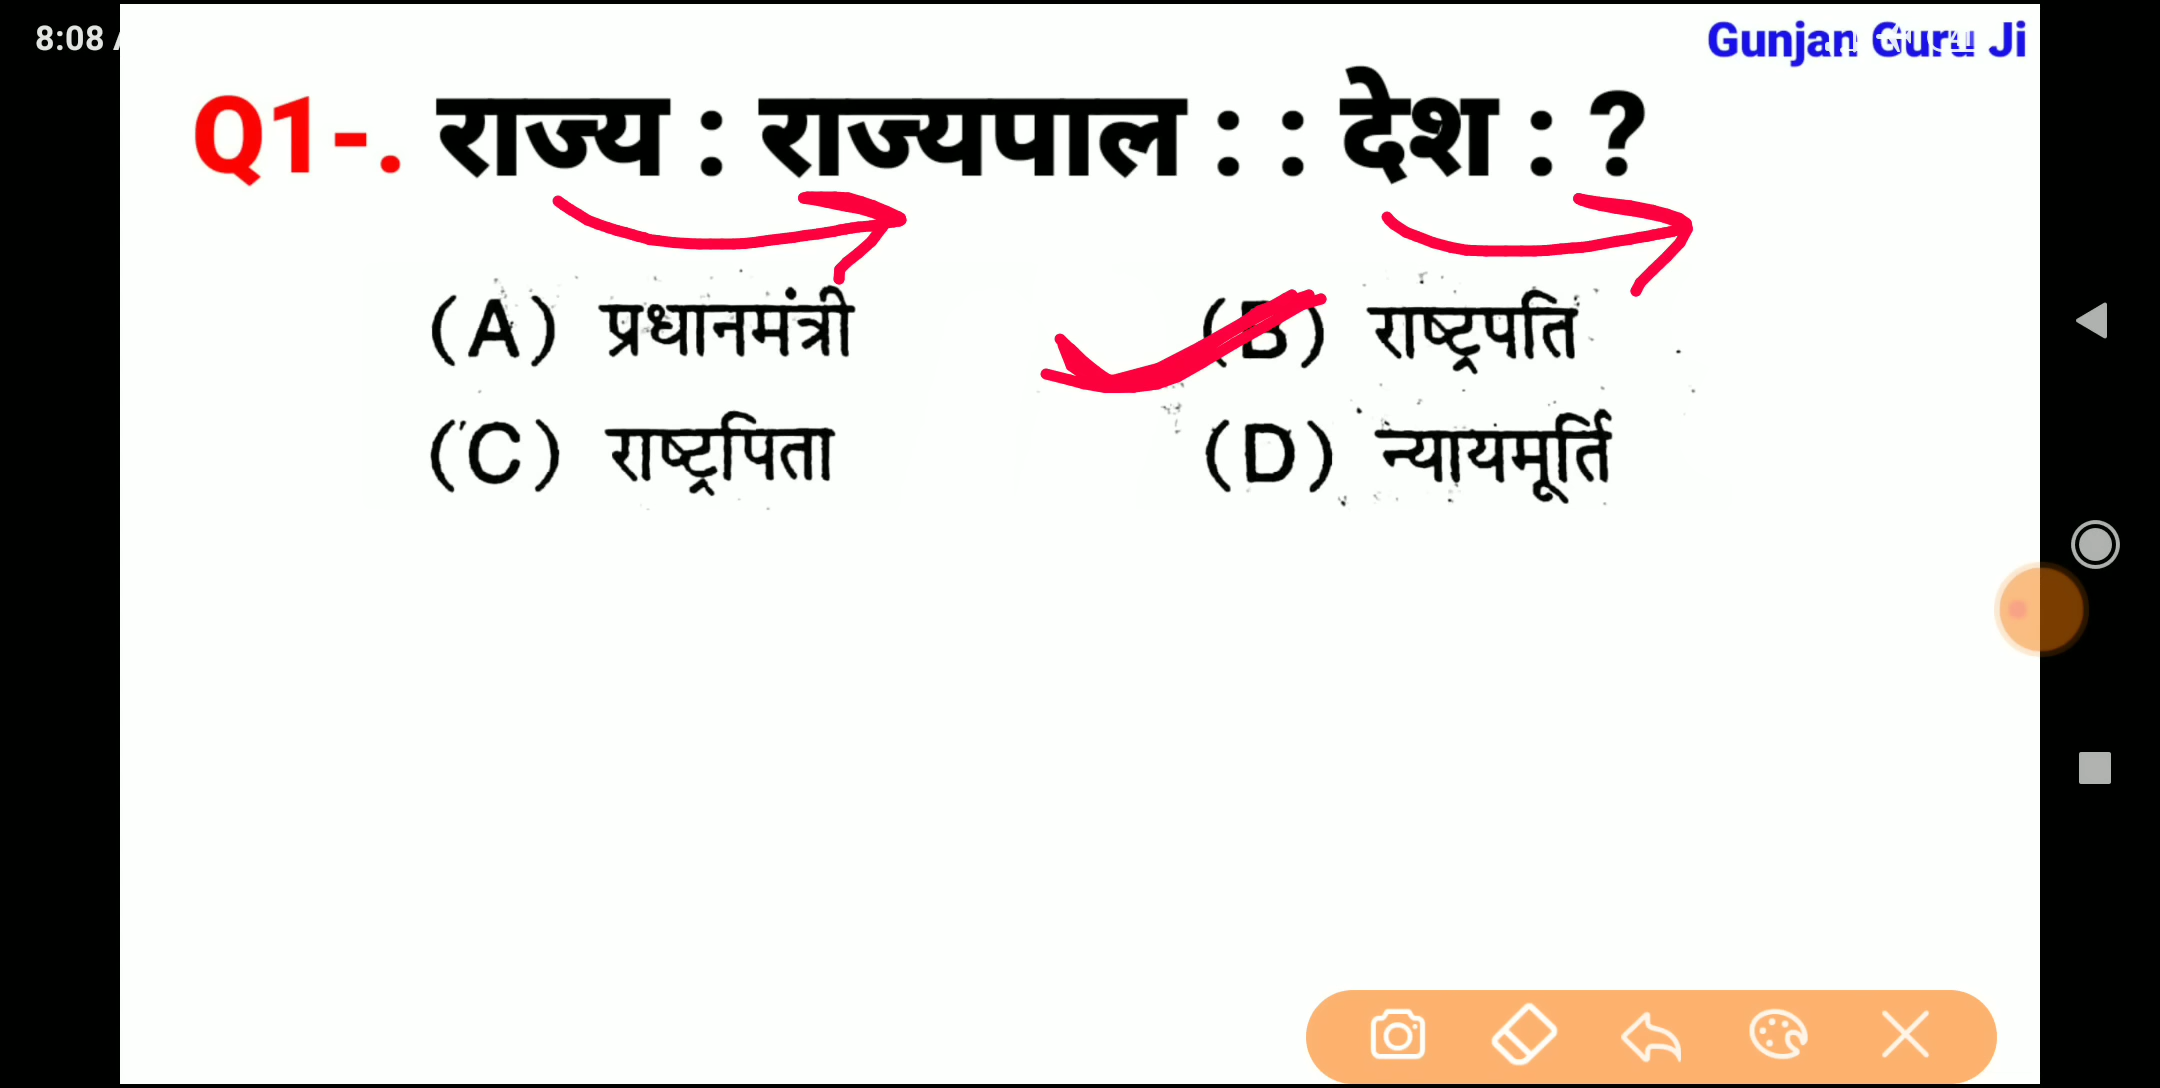 8:08
Gunjan Guru Ji
Q1-. राज्य : राज्यपाल : : देश : ?
(A) प्रधानमंत्री (B) राष्ट्रपति
(C) राष्ट्रपिता (D) न्यायमूर्ति